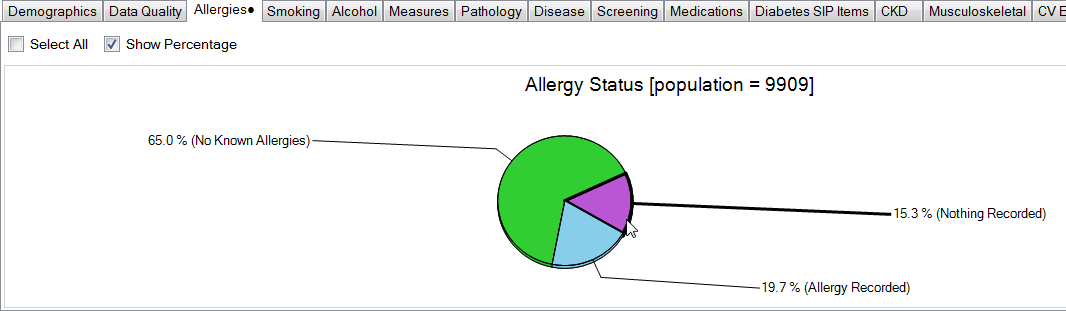 Demographics Data Quality Allergies● Smoking Alcohol Measures Pathology Disease Screening Medications Diabetes SIP Items CKD Musculoskeletal CV E
Select All Show Percentage
Allergy Status [population = 9909]
65.0 % (No Known Allergies)
15.3 % (Nothing Recorded)
19.7 % (Allergy Recorded)